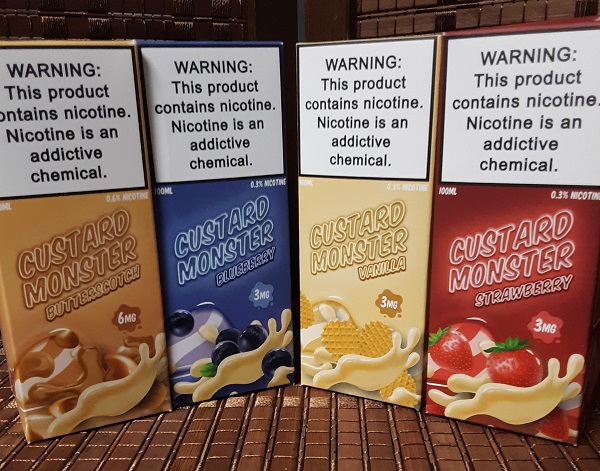 WARNING:
This product
contains nicotine.
Nicotine is an
addictive
chemical.
ML
0.6% NICOTINE
CUSTARD
MONSTER
BUTTERSCOTCH
6MG
WARNING:
This product
contains nicotine.
Nicotine is an
addictive
chemical.
100ML
0.3% NICOTINE
CUSTARD
MONSTER
BLUEBERRY
3MG
WARNING:
This product
contains nicotine.
Nicotine is an
addictive
chemical.
0.3% NICOTINE
CUSTARD
MONSTER
VANILLA
3MG
WARNING:
This product
contains nicotine.
Nicotine is an
addictive
chemical.
100ML
0.3% NICOTINE
CUSTARD
MONSTER
STRAWBERRY
3MG